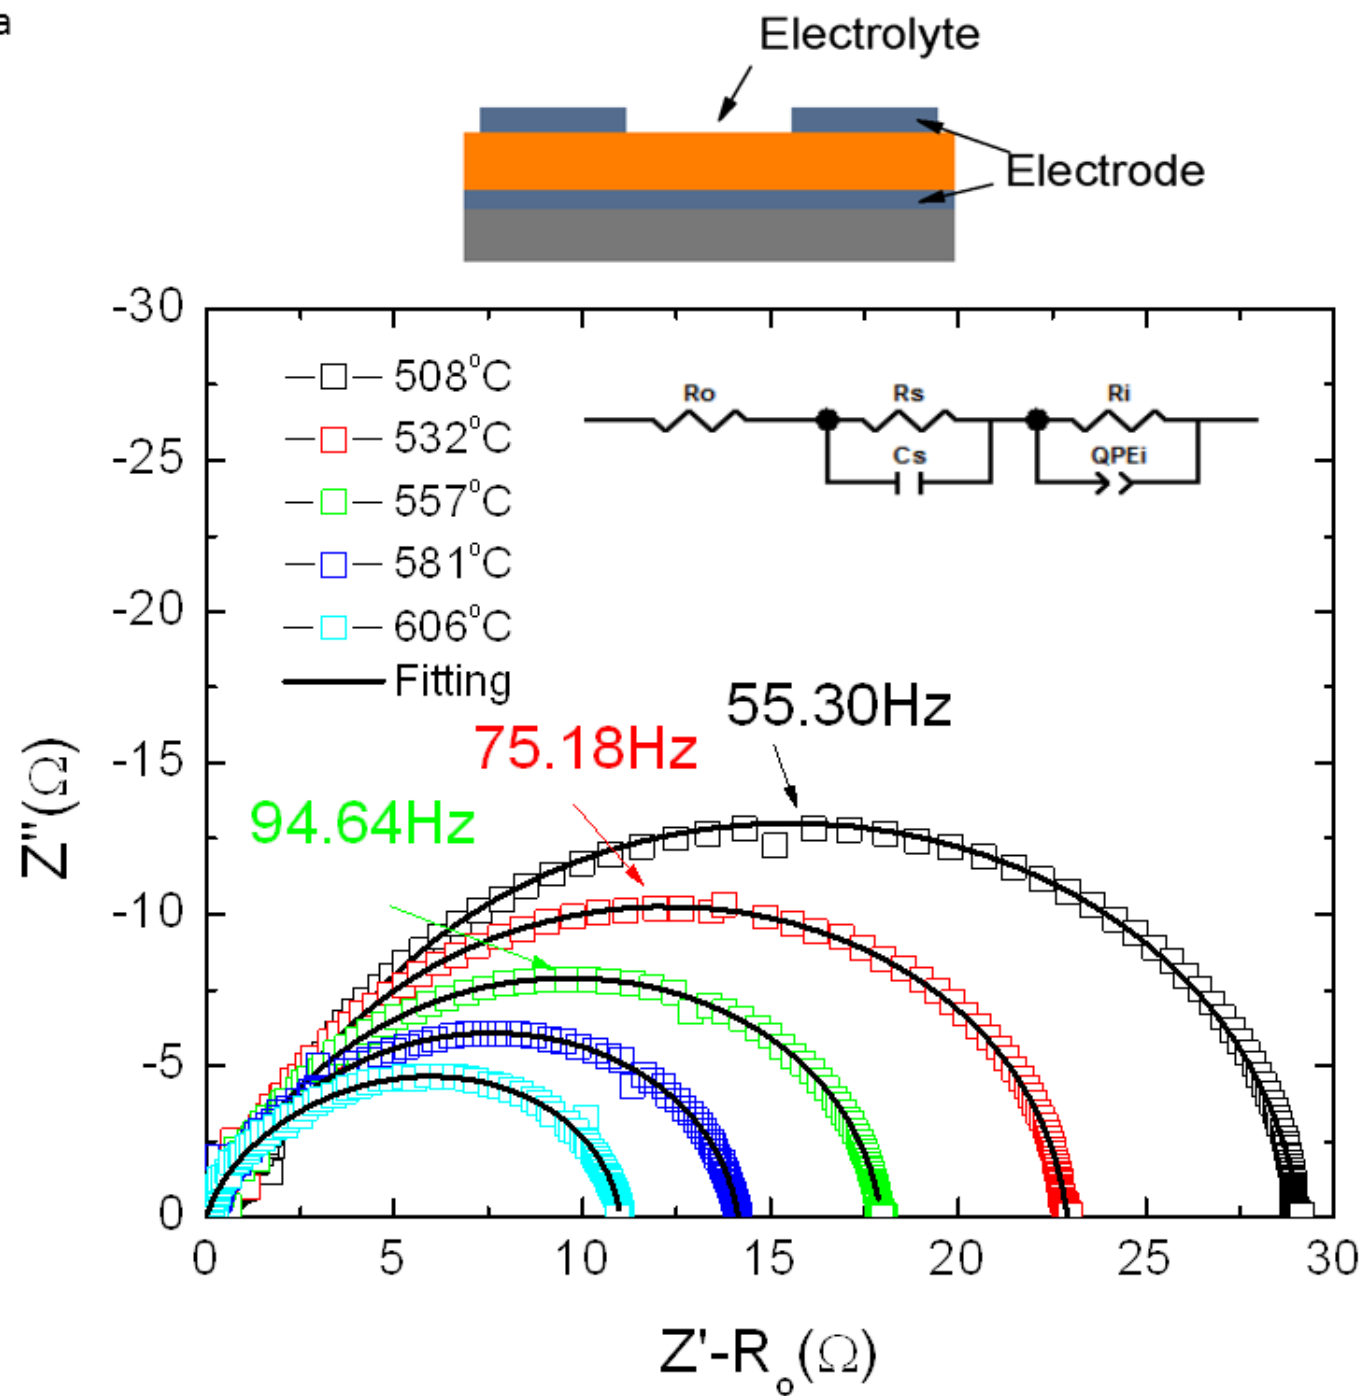 a
Electrolyte
Electrode
-30
-25
-20
-15
-10
-5
0
Z"(Ω)
508°C
532°C
557°C
581°C
606°C
Fitting
Ro
Rs
Ri
Cs
QPEi
55.30Hz
75.18Hz
94.64Hz
0 5 10 15 20 25 30
Z'-Rₒ(Ω)